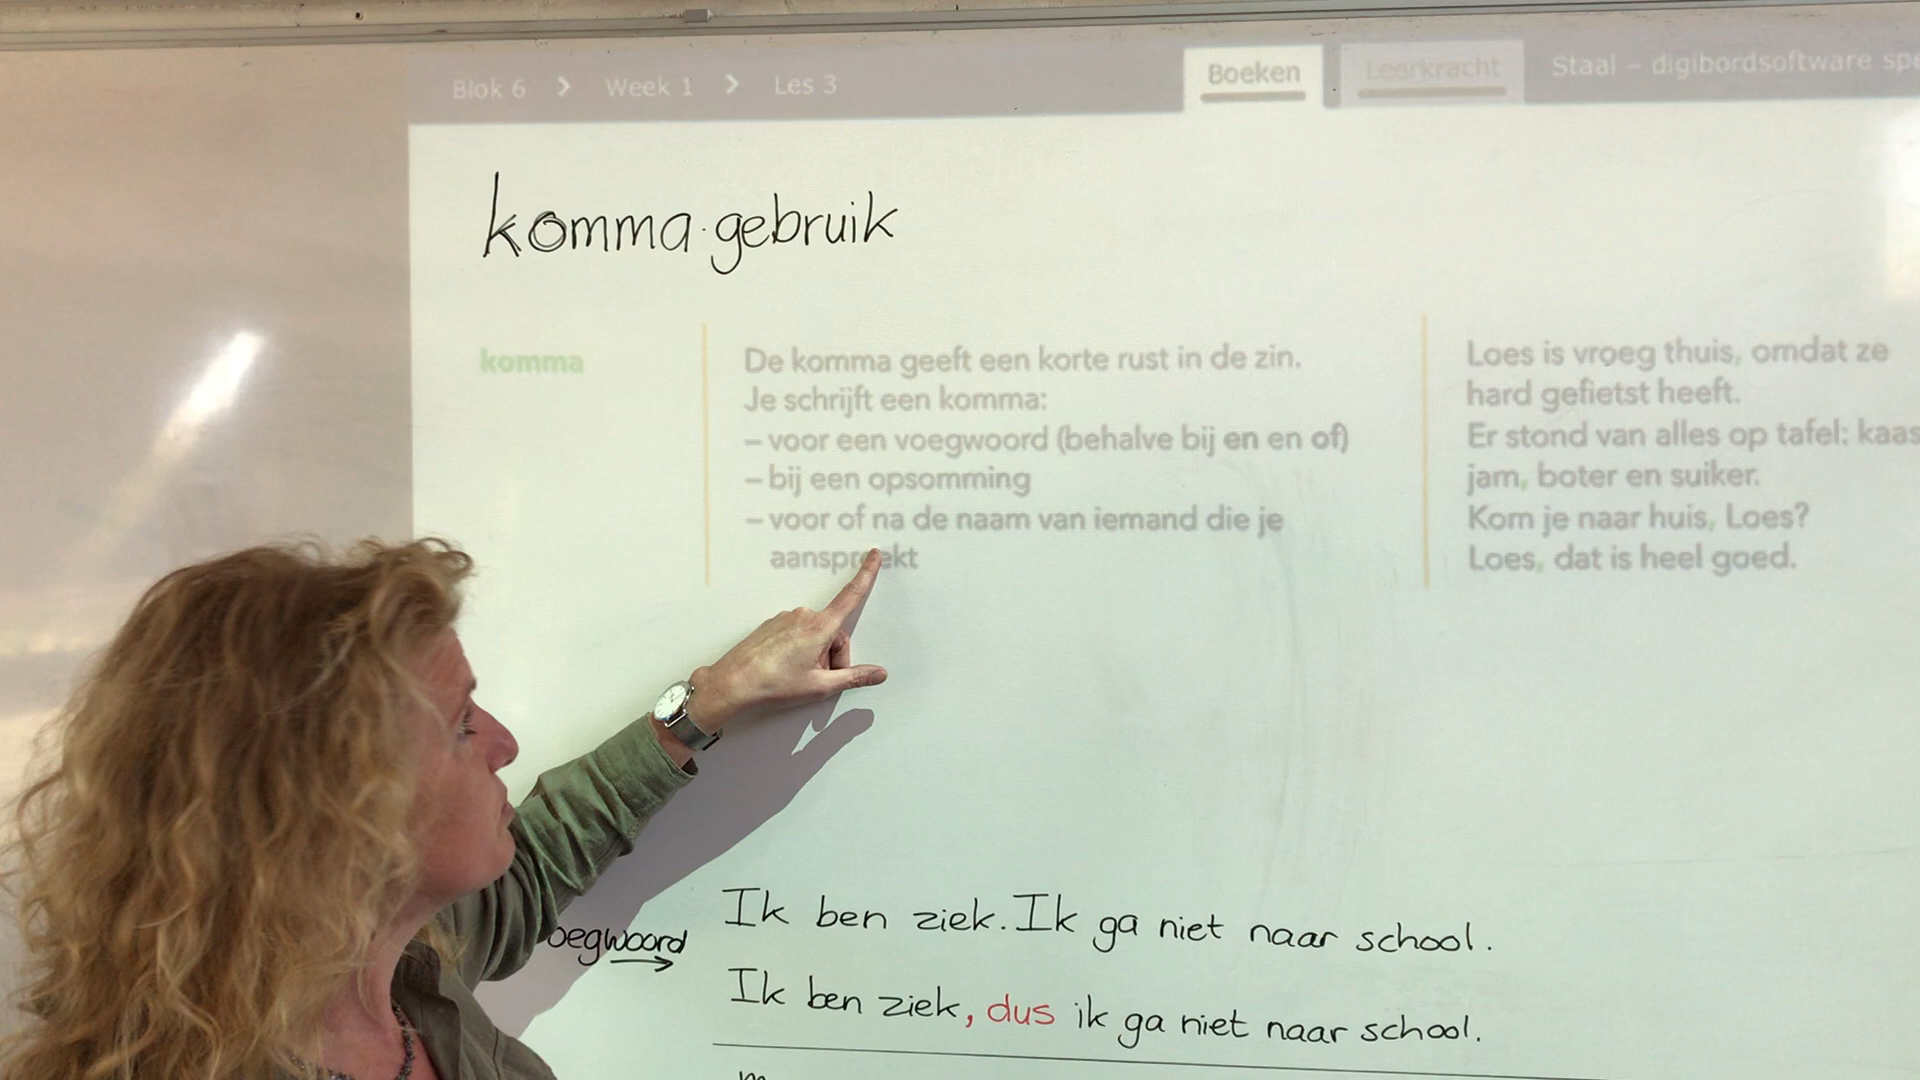 Blok 6 > Week 1 > Les 3
Boeken
Leerkracht
Staal – digibordsoftware
komma gebruik
komma
De komma geeft een korte rust in de zin.
Je schrijft een komma:
– voor een voegwoord (behalve bij en en of)
– bij een opsomming
– voor of na de naam van iemand die je
aanspreekt
Loes is vroeg thuis, omdat ze
hard gefietst heeft.
Er stond van alles op tafel: kaas
jam, boter en suiker.
Kom je naar huis, Loes?
Loes, dat is heel goed.
Ik ben ziek. Ik ga niet naar school.
oegwoord
Ik ben ziek, dus ik ga niet naar school.